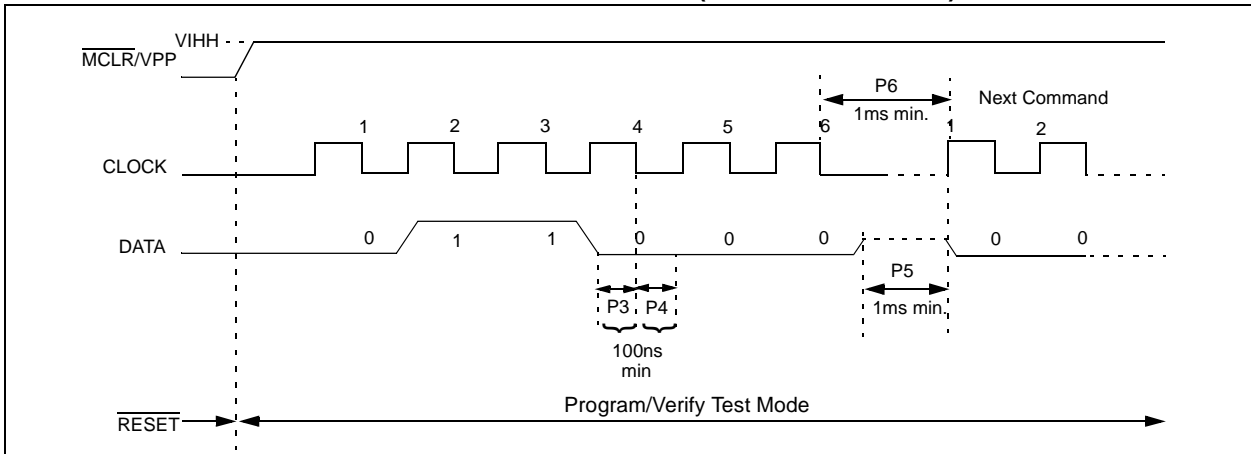 VIHH
MCLR/VPP
P6
1ms min.
Next Command
1 2 3 4 5 6 1 2
CLOCK
DATA
0 1 1 0 0 0 0 0
P3 P4
P5
1ms min.
100ns
min
Program/Verify Test Mode
RESET